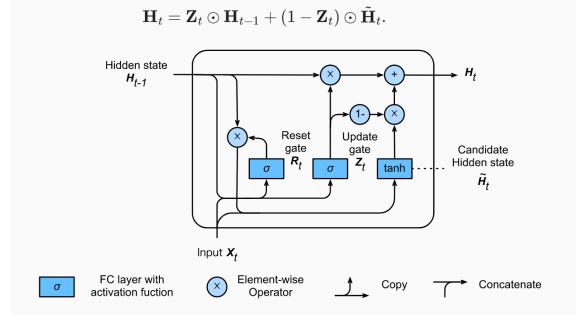 H_t = Z_t ⊙ H_{t-1} + (1 − Z_t) ⊙ H̃_t.
Hidden state
H_{t-1}
×
+
H_t
1-
×
×
Reset
gate
R_t
Update
gate
Z_t
σ
σ
tanh
Candidate
Hidden state
H̃_t
Input X_t
σ
FC layer with
activation fuction
×
Element-wise
Operator
Copy
Concatenate